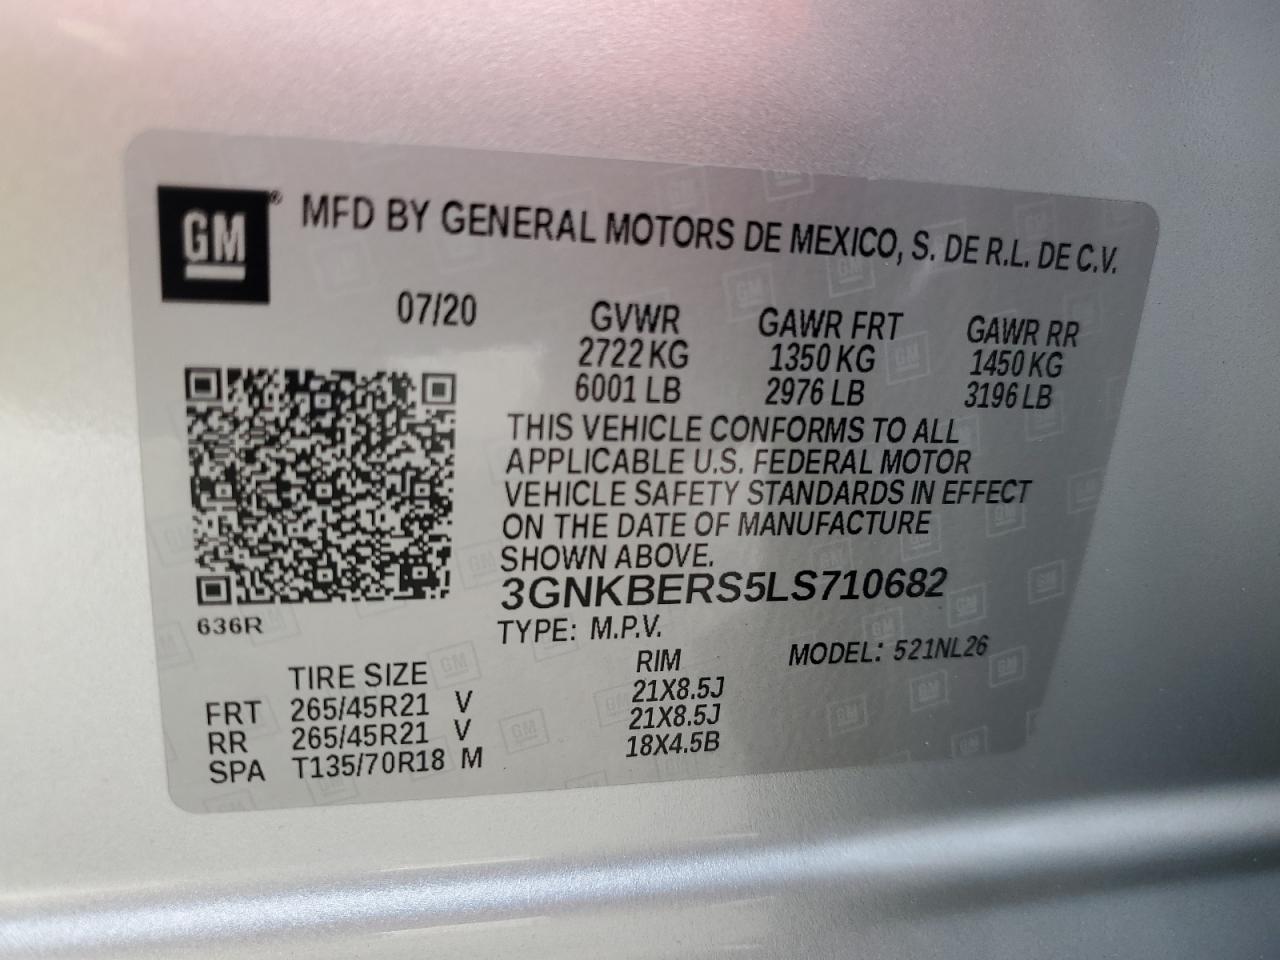 GM ® MFD BY GENERAL MOTORS DE MEXICO, S. DE R.L. DE C.V.
07/20 GVWR GAWR FRT GAWR RR
2722 KG 1350 KG 1450 KG
6001 LB 2976 LB 3196 LB
THIS VEHICLE CONFORMS TO ALL
APPLICABLE U.S. FEDERAL MOTOR
VEHICLE SAFETY STANDARDS IN EFFECT
ON THE DATE OF MANUFACTURE
SHOWN ABOVE.
3GNKBERS5LS710682
636R
TYPE: M.P.V. MODEL: 521NL26
TIRE SIZE RIM
FRT 265/45R21 V 21X8.5J
RR 265/45R21 V 21X8.5J
SPA T135/70R18 M 18X4.5B